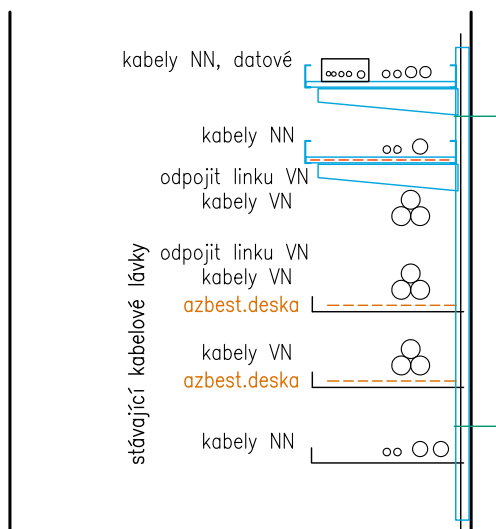 kabely NN, datové
kabely NN
odpojit linku VN
kabely VN
odpojit linku VN
kabely VN
azbest.deska
kabely VN
azbest.deska
kabely NN
stávající kabelové lávky